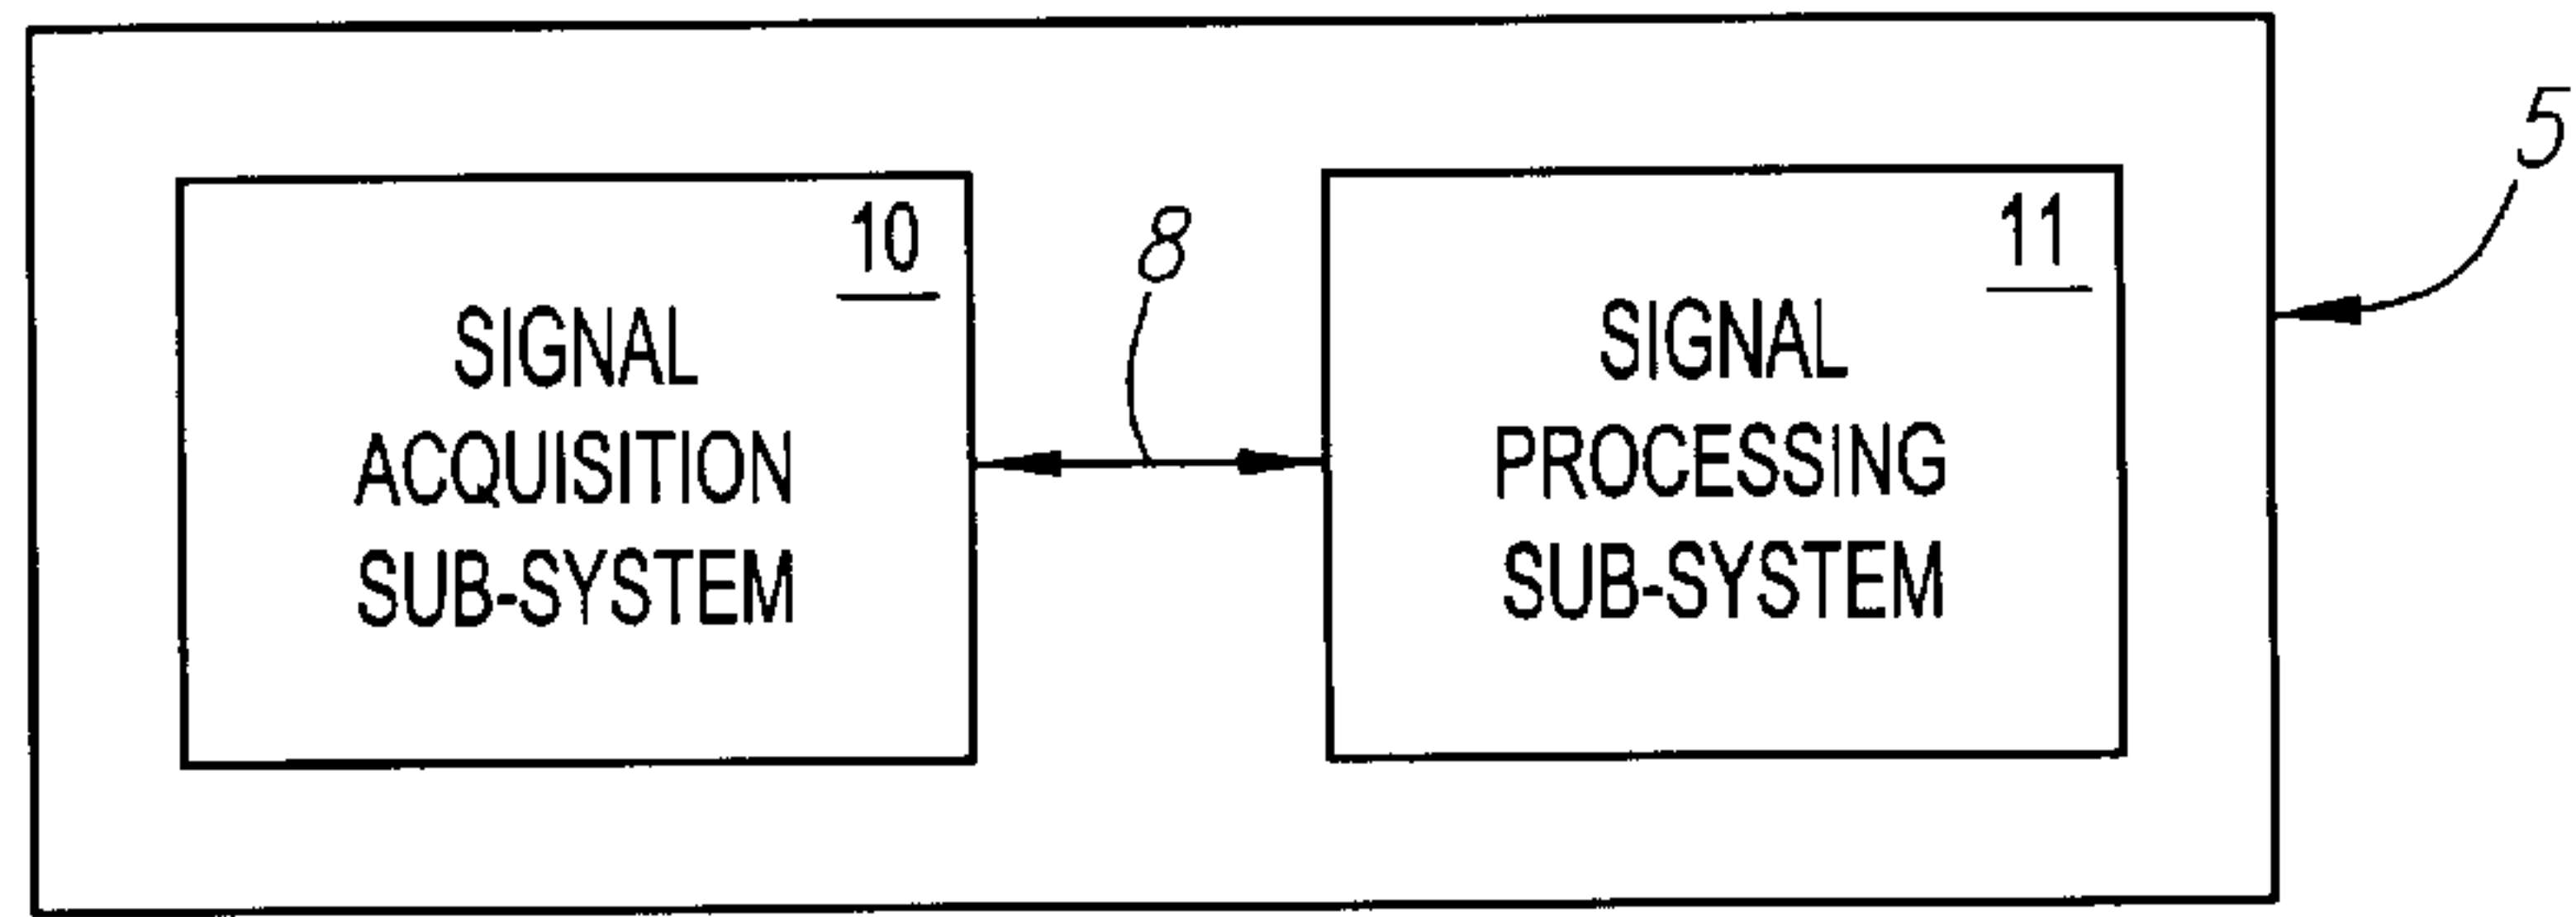 10
SIGNAL
ACQUISITION
SUB-SYSTEM
8
11
SIGNAL
PROCESSING
SUB-SYSTEM
5